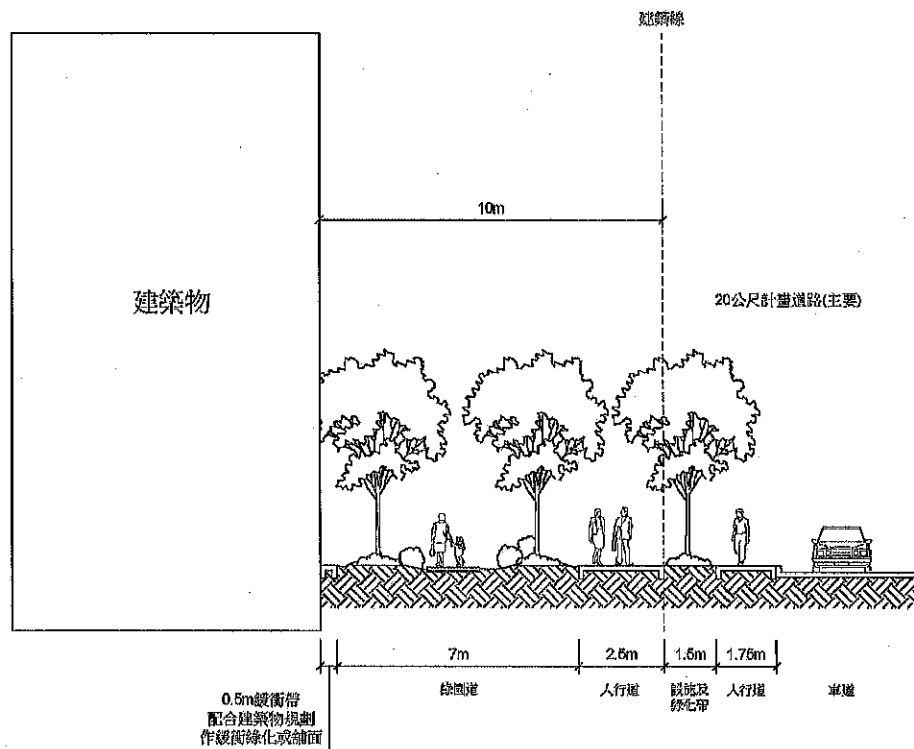 建築線
10m
建築物
20公尺計畫道路(主要)
7m
2.5m
1.5m
1.75m
綠園道
人行道
設施及
綠化帶
人行道
車道
0.5m緩衝帶
配合建築物規劃
作緩衝綠化或舖面